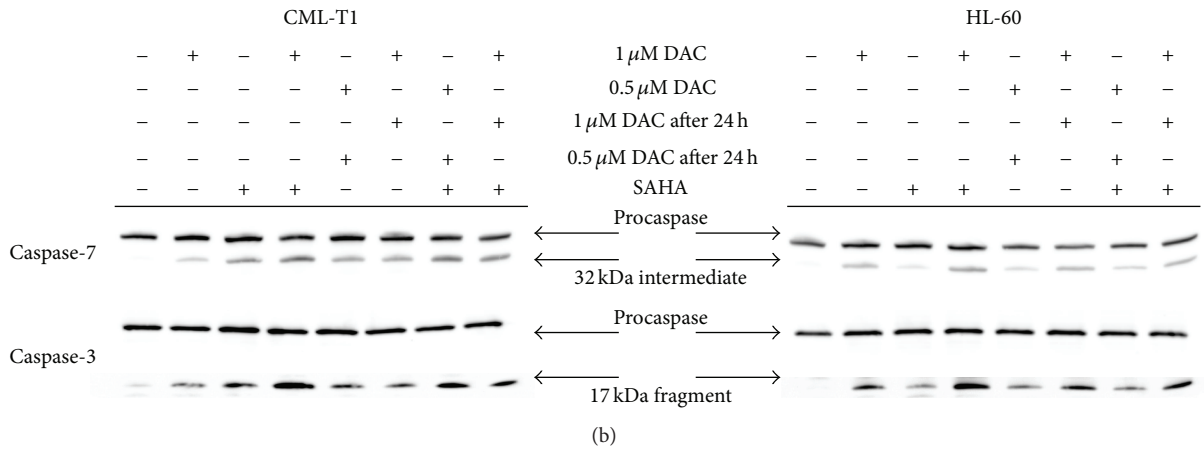 CML-T1 HL-60
– + – + – + – + 1 μM DAC – + – + – + – +
– – – – + – + – 0.5 μM DAC – – – – + – + –
– – – – – + – + 1 μM DAC after 24 h – – – – – + – +
– – – – + – + – 0.5 μM DAC after 24 h – – – – + – + –
– – + + – – + + SAHA – – + + – – + +
Procaspase
Caspase-7
32 kDa intermediate
Procaspase
Caspase-3
17 kDa fragment
(b)